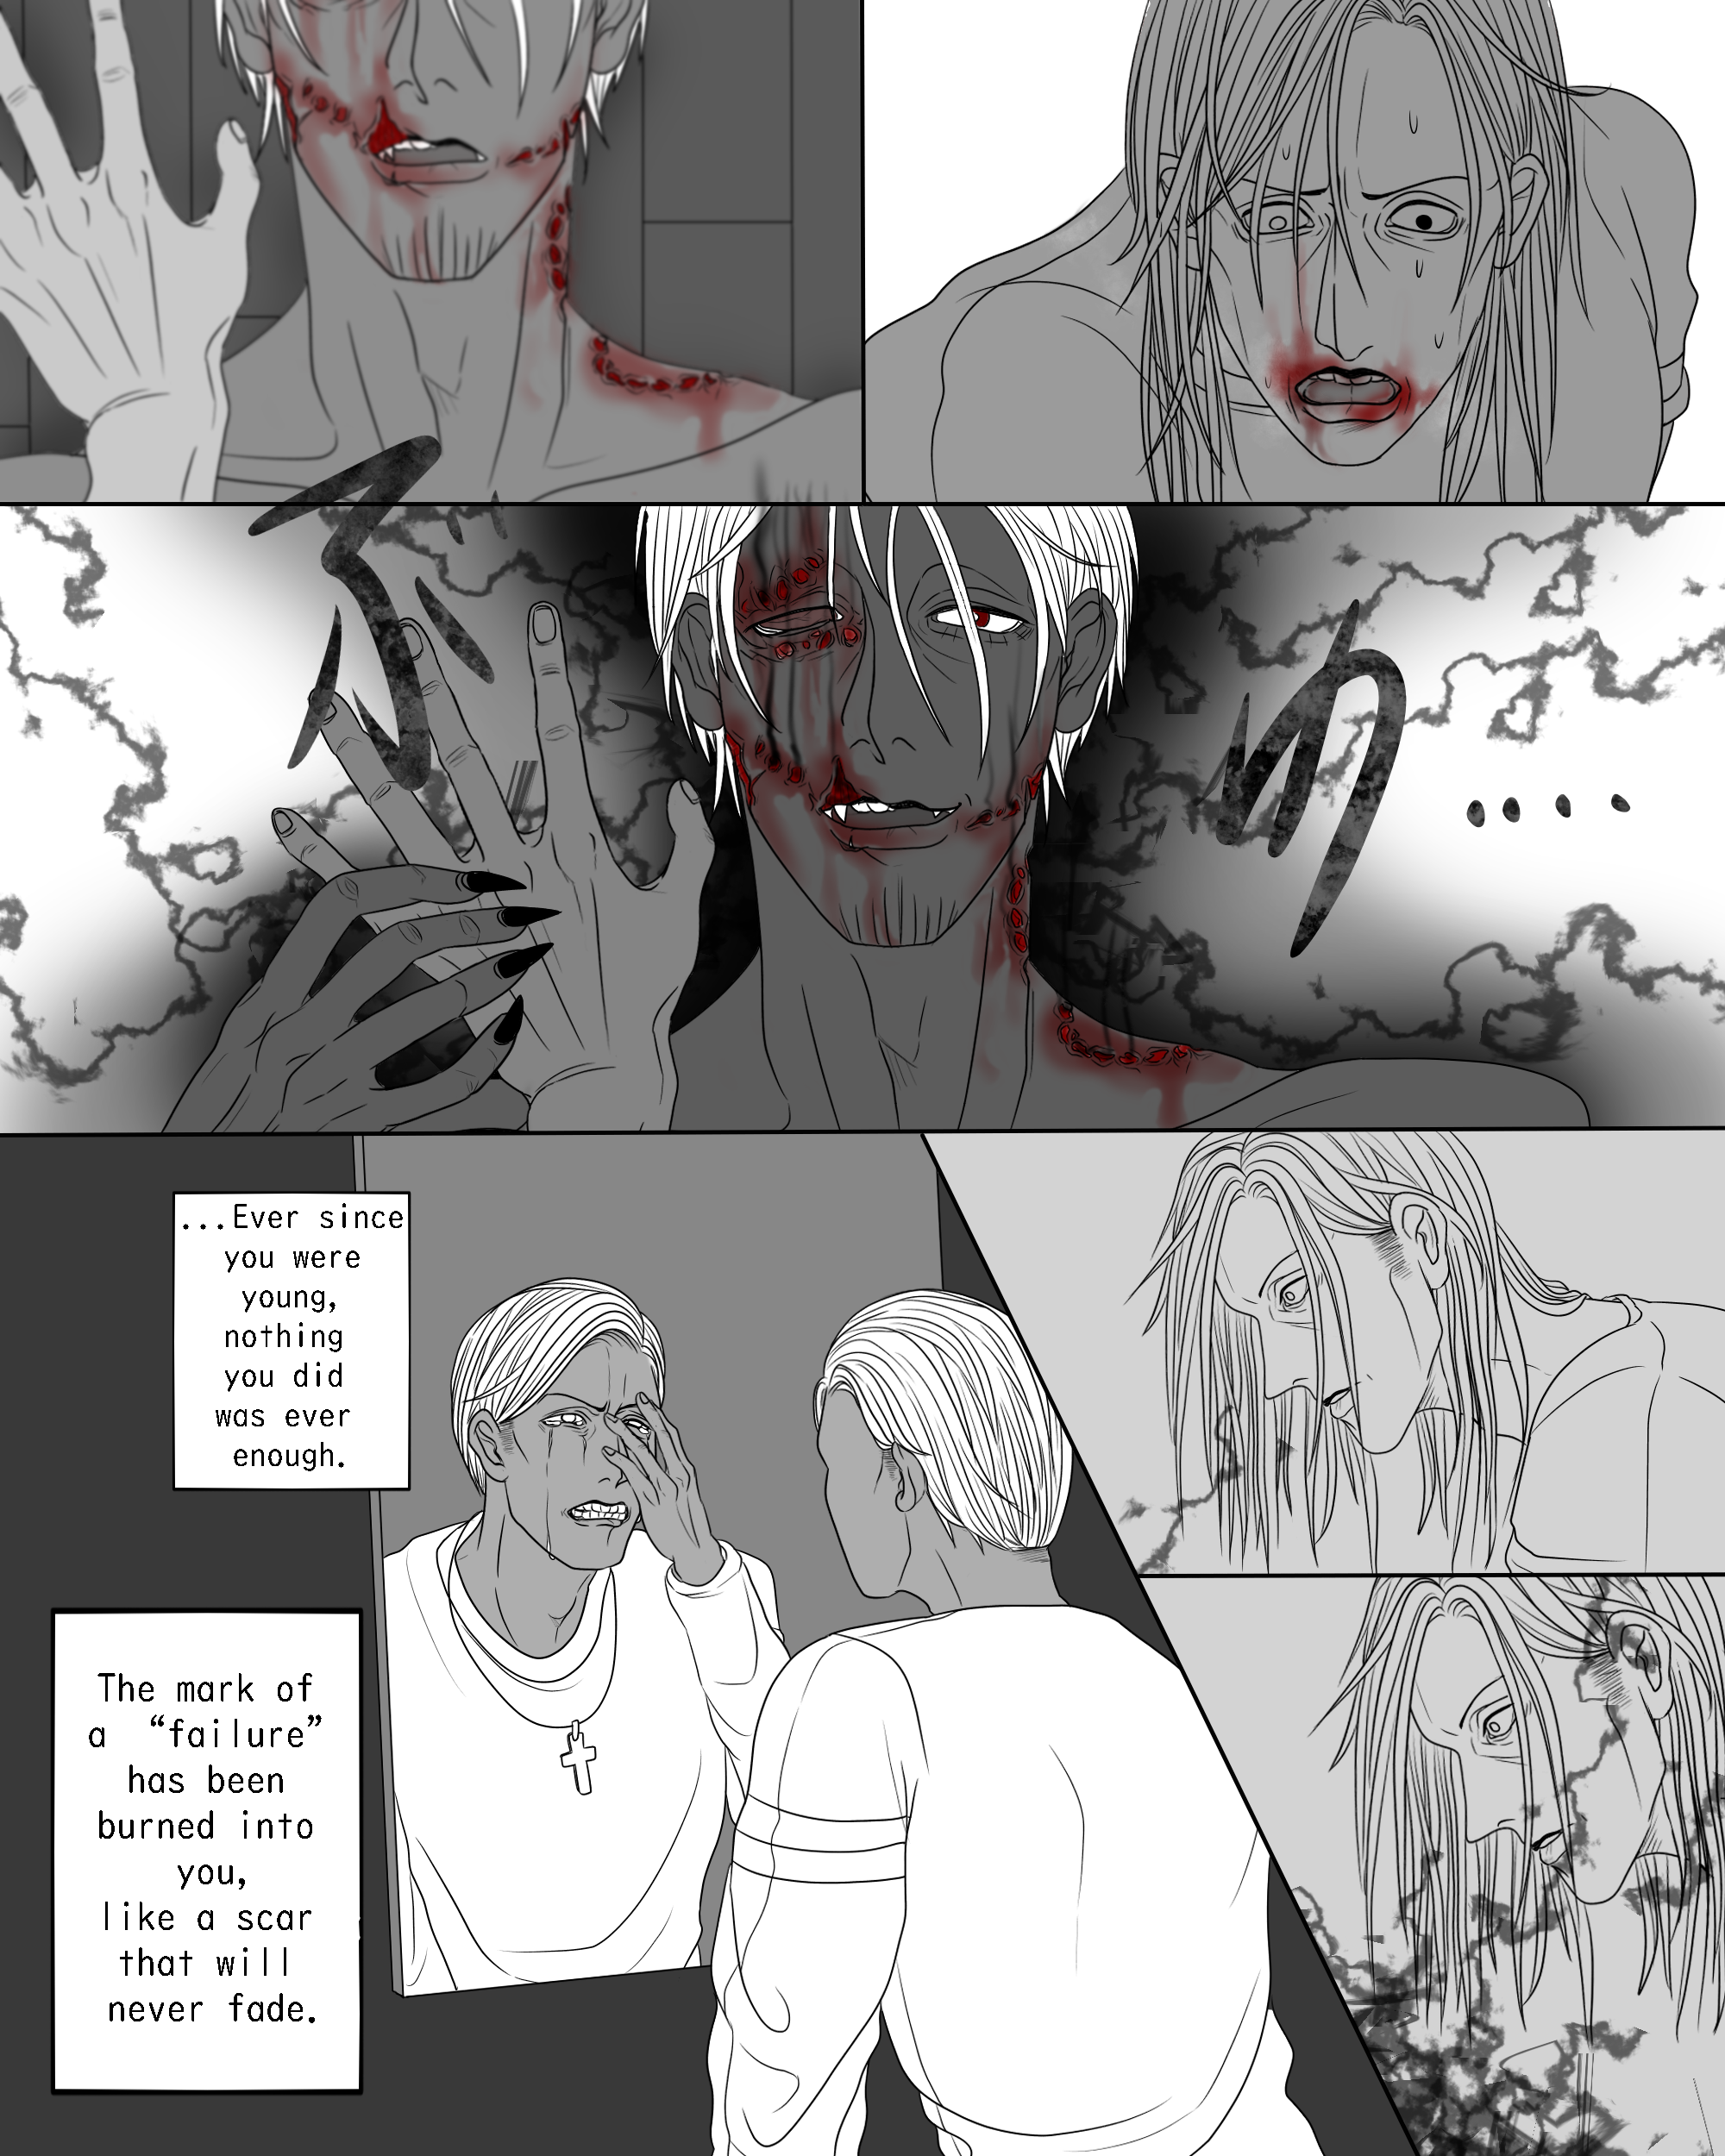 ...Ever since
you were
young,
nothing
you did
was ever
enough.
The mark of
a “failure”
has been
burned into
you,
like a scar
that will
never fade.